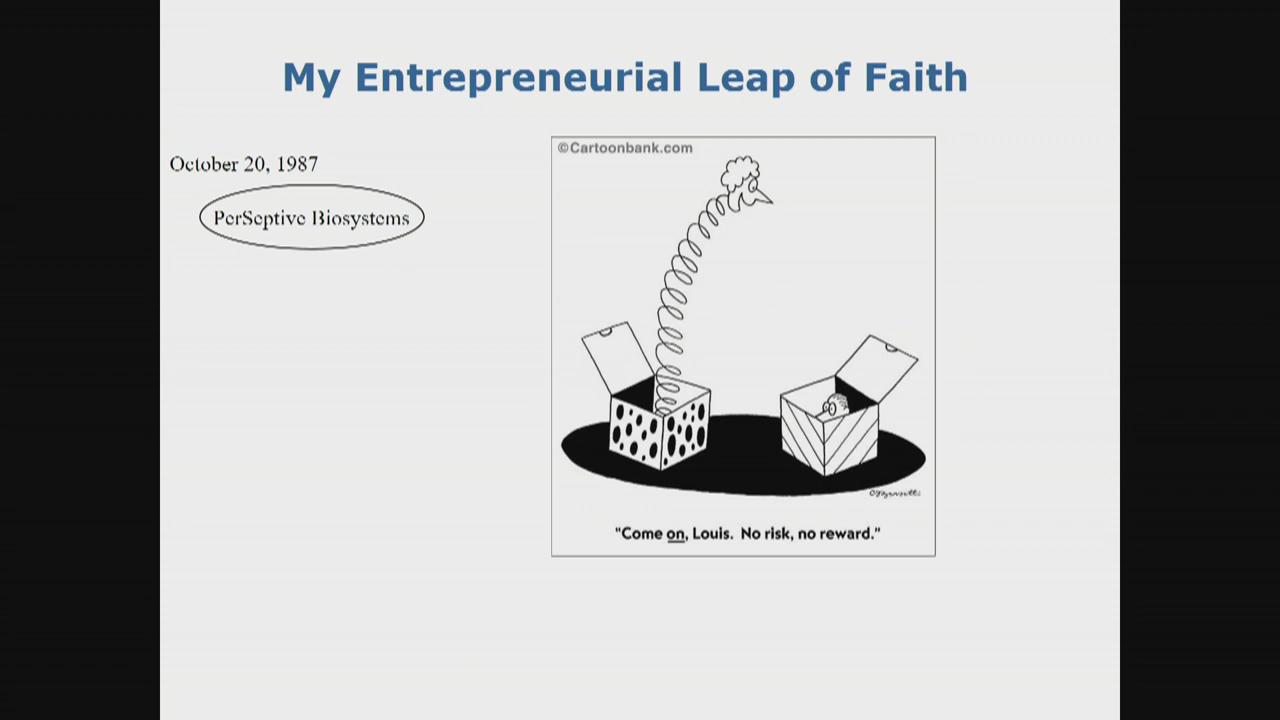 My Entrepreneurial Leap of Faith
October 20, 1987
PerSeptive Biosystems
©Cartoonbank.com
"Come on, Louis. No risk, no reward."